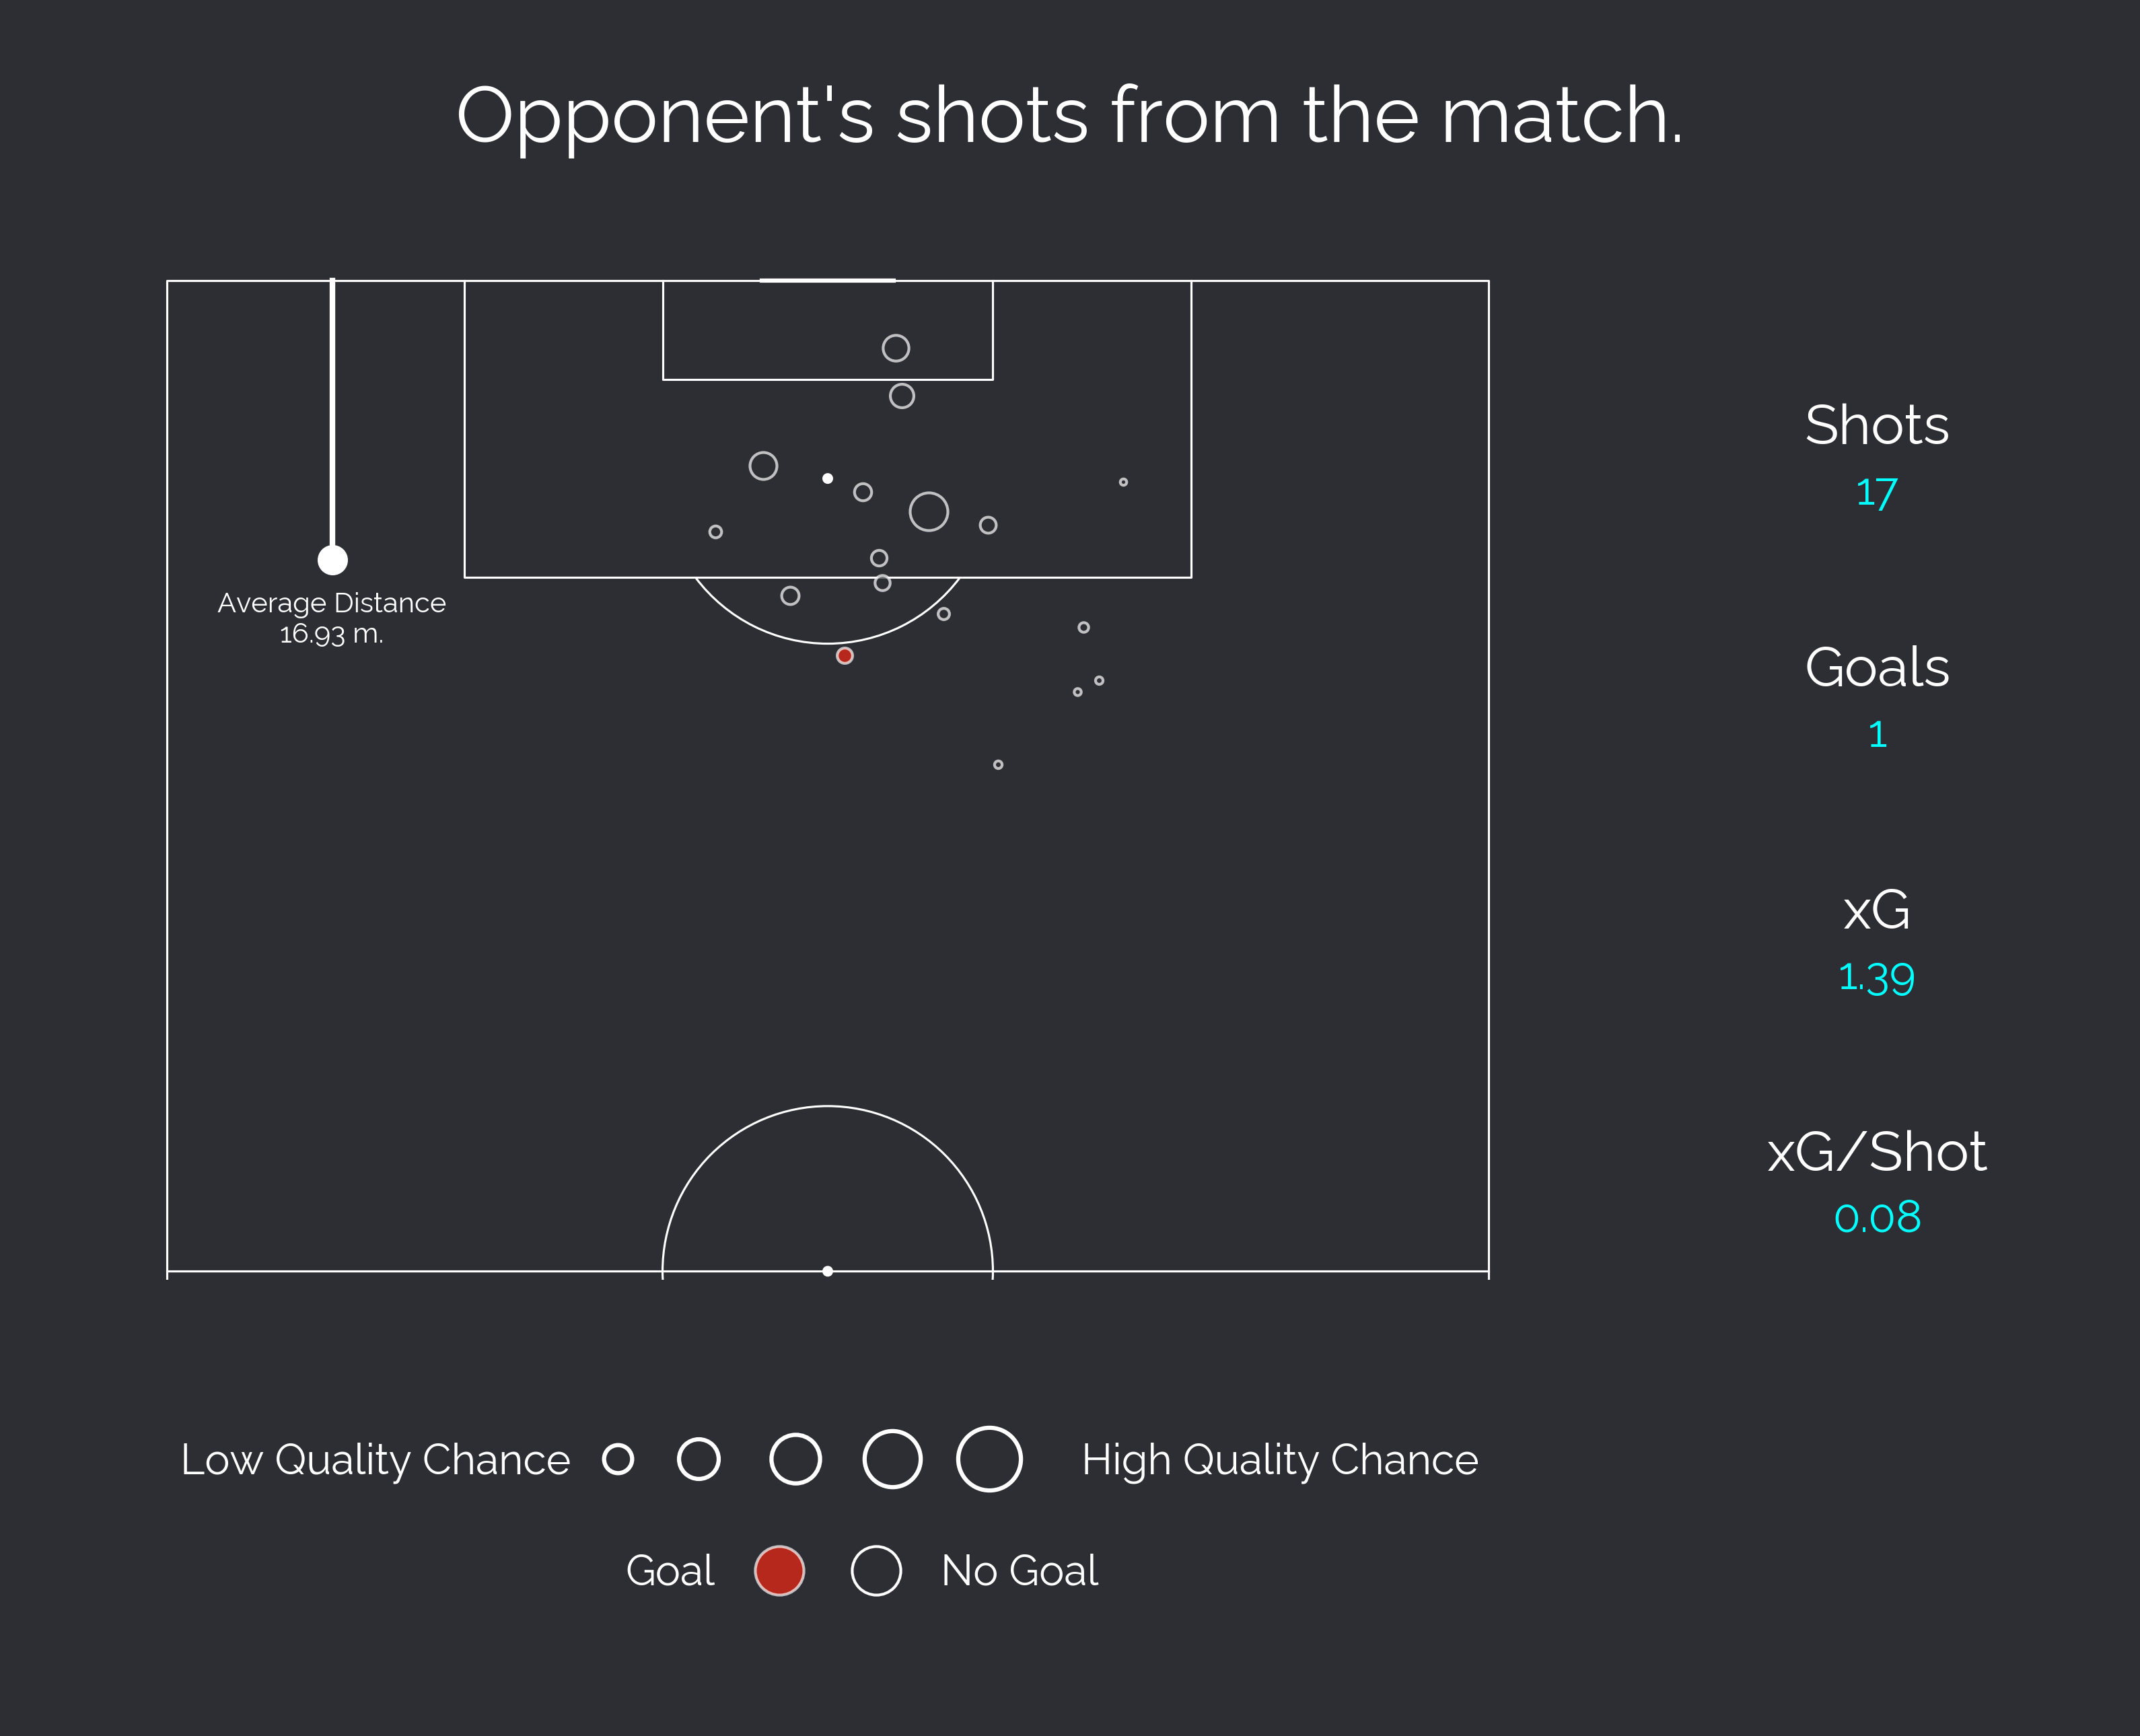 Opponent's shots from the match.
Average Distance
16.93 m.
Shots
17
Goals
1
xG
1.39
xG/Shot
0.08
Low Quality Chance High Quality Chance
Goal No Goal